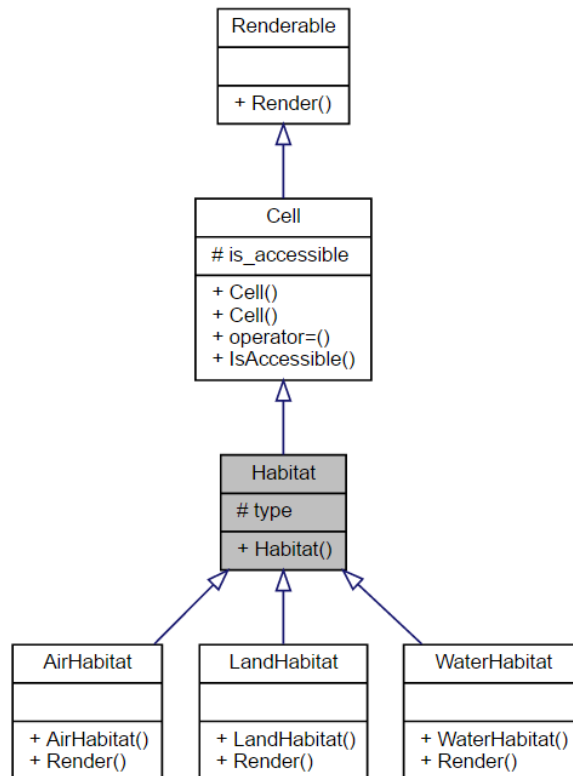 Renderable
+ Render()
Cell
# is_accessible
+ Cell()
+ Cell()
+ operator=()
+ IsAccessible()
Habitat
# type
+ Habitat()
AirHabitat
+ AirHabitat()
+ Render()
LandHabitat
+ LandHabitat()
+ Render()
WaterHabitat
+ WaterHabitat()
+ Render()